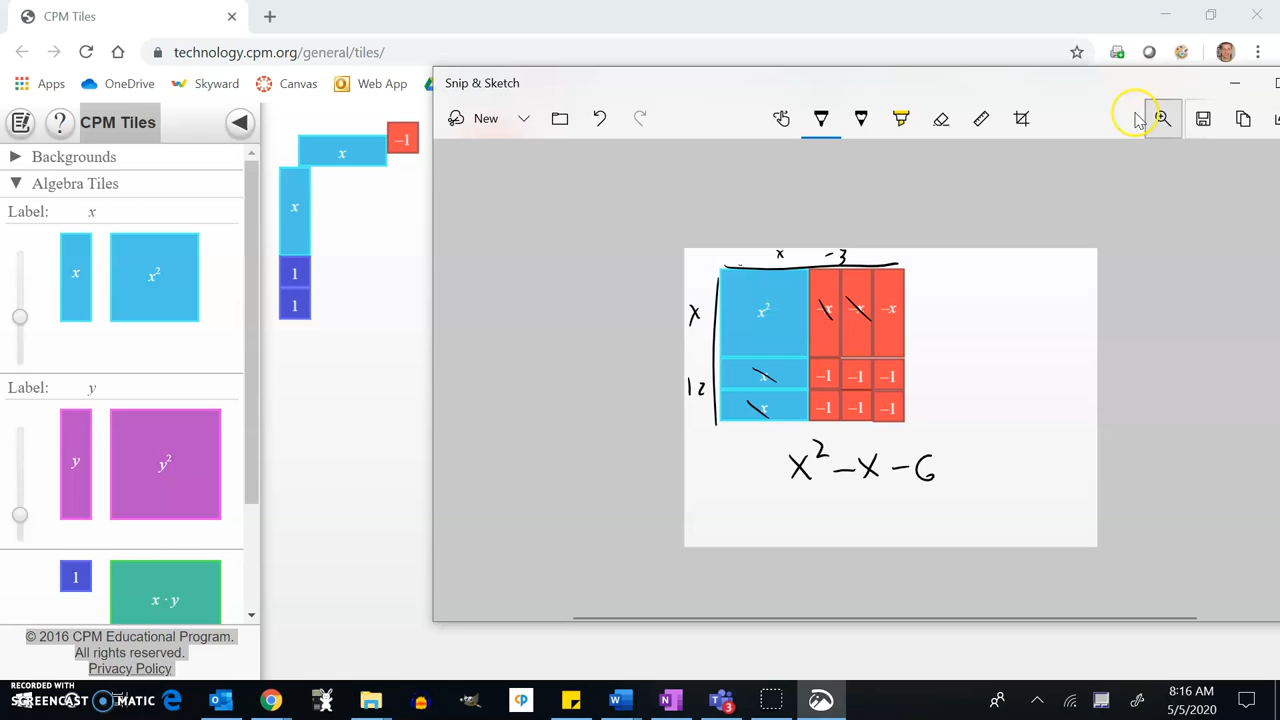 CPM Tiles
technology.cpm.org/general/tiles/
Apps OneDrive Skyward Canvas Web App
Snip & Sketch
New
CPM Tiles
Backgrounds
Algebra Tiles
Label: x
x x²
Label: y
y y²
1 x · y
© 2016 CPM Educational Program.
All rights reserved.
Privacy Policy
x −1
x
1
1
x −3
x x² −x −x −x
x −1 −1 −1
x −1 −1 −1
x² − x − 6
RECORDED WITH
SCREENCAST MATIC
3
8:16 AM
5/5/2020